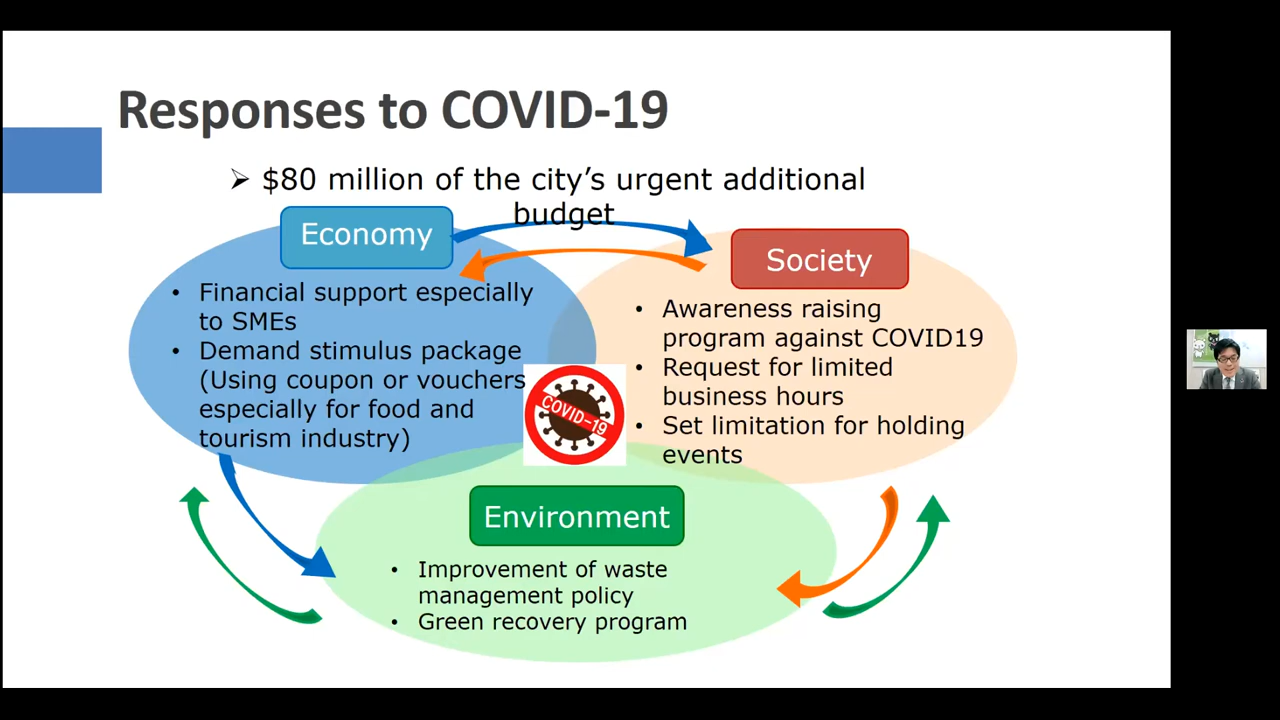 Responses to COVID-19
➢ $80 million of the city's urgent additional
budget
Economy
• Financial support especially
to SMEs
• Demand stimulus package
(Using coupon or vouchers
especially for food and
tourism industry)
Society
• Awareness raising
program against COVID19
• Request for limited
business hours
• Set limitation for holding
events
COVID-19
Environment
• Improvement of waste
management policy
• Green recovery program